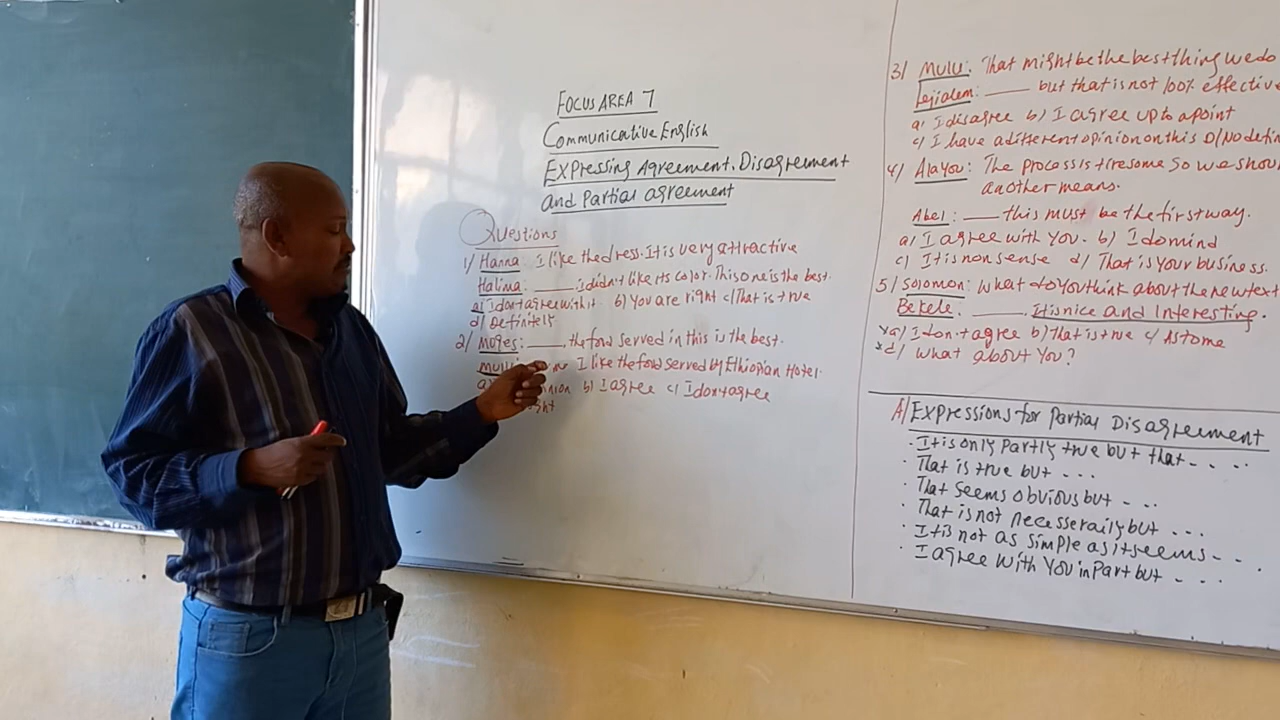 FOCUS AREA 7
Communicative English
Expressing Agreement, Disagreement
and Partial agreement
Questions
1/ Hanna: I like the dress. It is very attractive
Halima: ____ I didn't like its color. This one is the best.
a/ I don't agree with it b/ You are right c/ That is true
d/ Definitely
2/ Moges: ____, the food served in this is the best.
I like the food served by Ethiopian Hotel.
b/ I agree c/ I don't agree
3/ Mulu: That might be the best thing we do
Lejialem: ____ but that is not 100% effective
a/ I disagree b/ I agree up to a point
c/ I have a different opinion on this D/ No
4/ Alayou: The process is tiresome so we
another means.
Abel: ____ this must be the first way.
a/ I agree with you. b/ I do mind
c/ It is nonsense d/ That is your business.
5/ Solomon: What do you think about the new text
Bekele: ____. It is nice and Interesting.
a/ I don't agree b/ That is true c/ As to me
d/ What about you?
A/ Expressions for Partial Disagreement
· It is only partly true but that - - . . .
· That is true but ...
· That seems obvious but - ..
· That is not necesseraily but ...
· It is not as simple as it seems - . .
· I agree with you in Part but - . . .